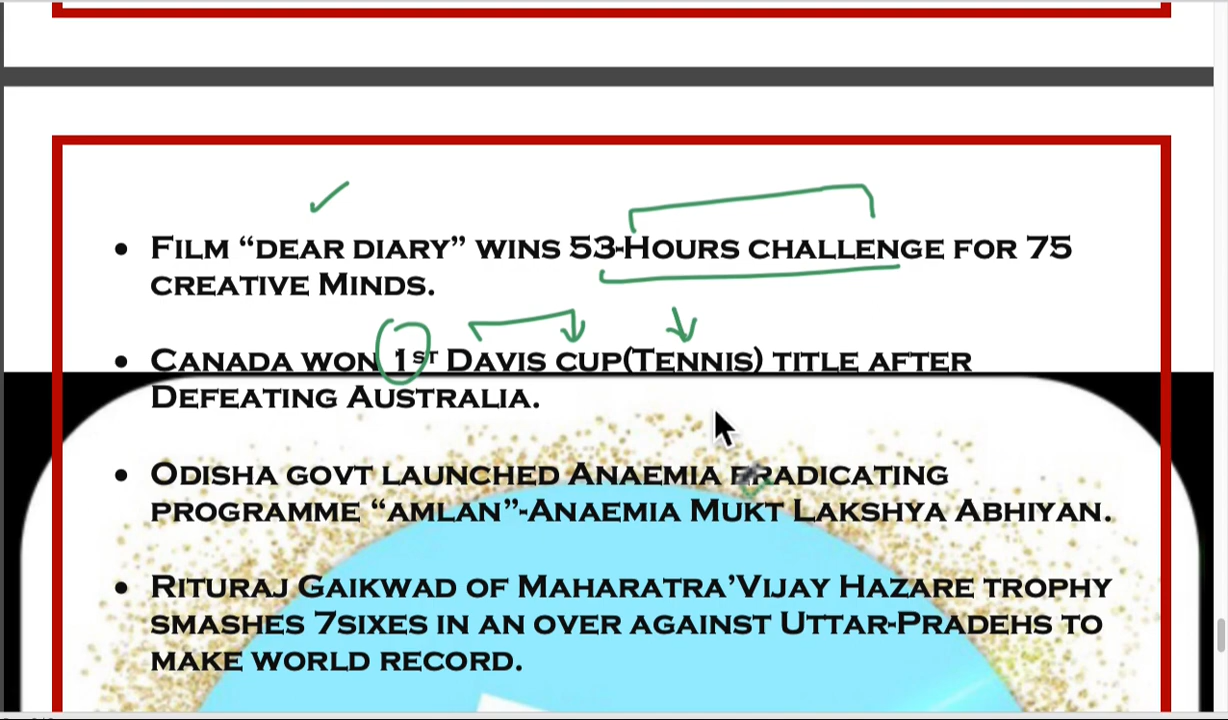 • FILM “DEAR DIARY” WINS 53-HOURS CHALLENGE FOR 75
CREATIVE MINDS.
• CANADA WON 1ST DAVIS CUP(TENNIS) TITLE AFTER
DEFEATING AUSTRALIA.
• ODISHA GOVT LAUNCHED ANAEMIA ERADICATING
PROGRAMME “AMLAN”-ANAEMIA MUKT LAKSHYA ABHIYAN.
• RITURAJ GAIKWAD OF MAHARATRA’VIJAY HAZARE TROPHY
SMASHES 7SIXES IN AN OVER AGAINST UTTAR-PRADEHS TO
MAKE WORLD RECORD.